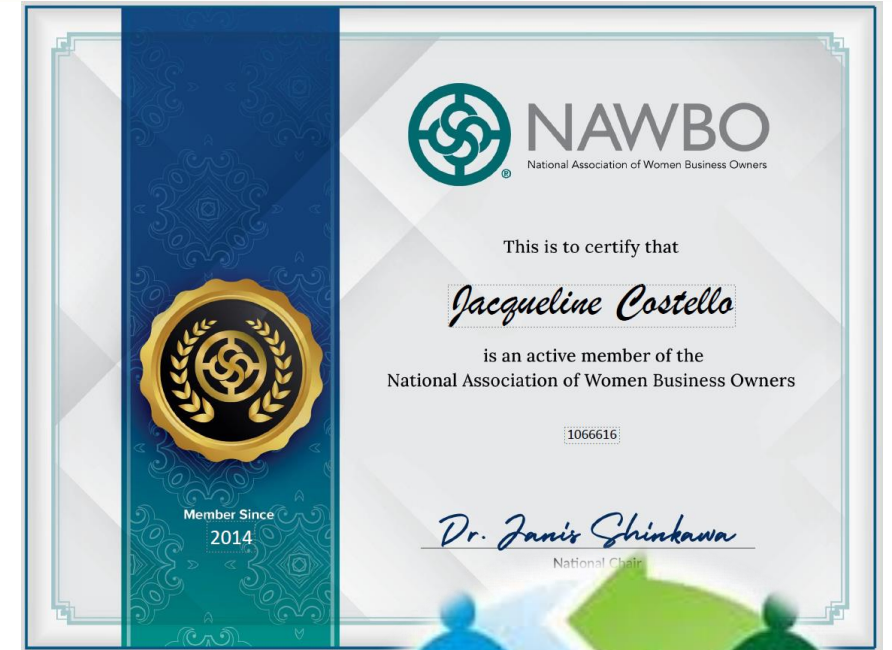 NAWBO
National Association of Women Business Owners
®
This is to certify that
Jacqueline Costello
is an active member of the
National Association of Women Business Owners
1066616
Member Since
2014
Dr. Janis Shinkawa
National Chair